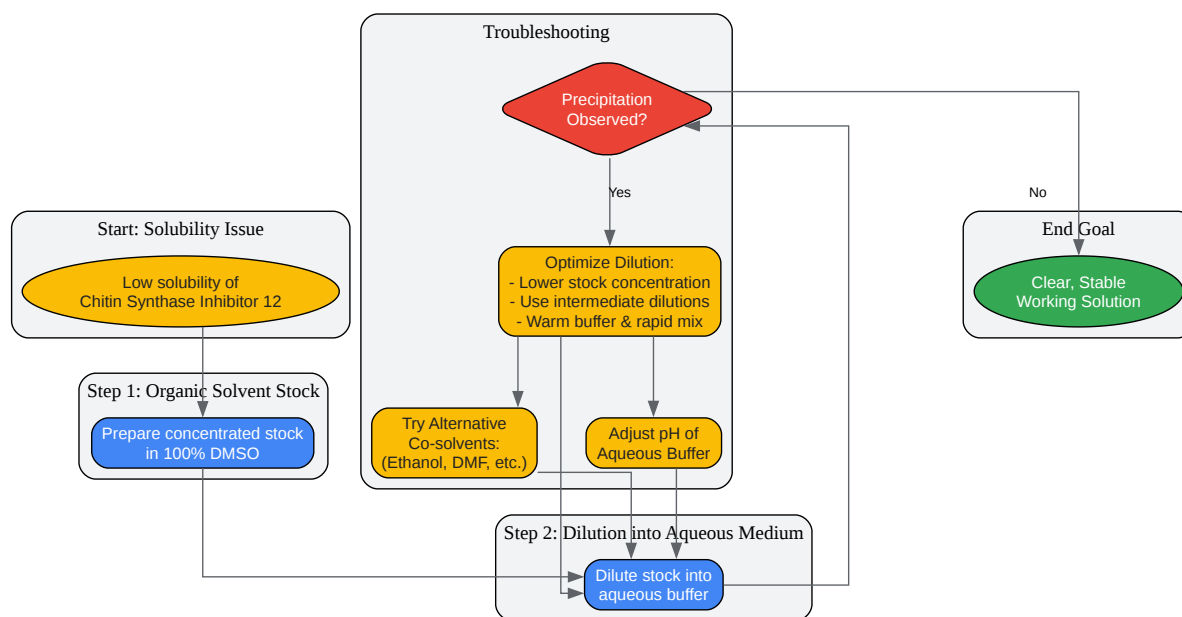 Troubleshooting
Precipitation
Observed?
Yes
No
Start: Solubility Issue
Low solubility of
Chitin Synthase Inhibitor 12
End Goal
Clear, Stable
Working Solution
Optimize Dilution:
- Lower stock concentration
- Use intermediate dilutions
- Warm buffer & rapid mix
Step 1: Organic Solvent Stock
Prepare concentrated stock
in 100% DMSO
Try Alternative
Co-solvents:
(Ethanol, DMF, etc.)
Adjust pH of
Aqueous Buffer
Step 2: Dilution into Aqueous Medium
Dilute stock into
aqueous buffer